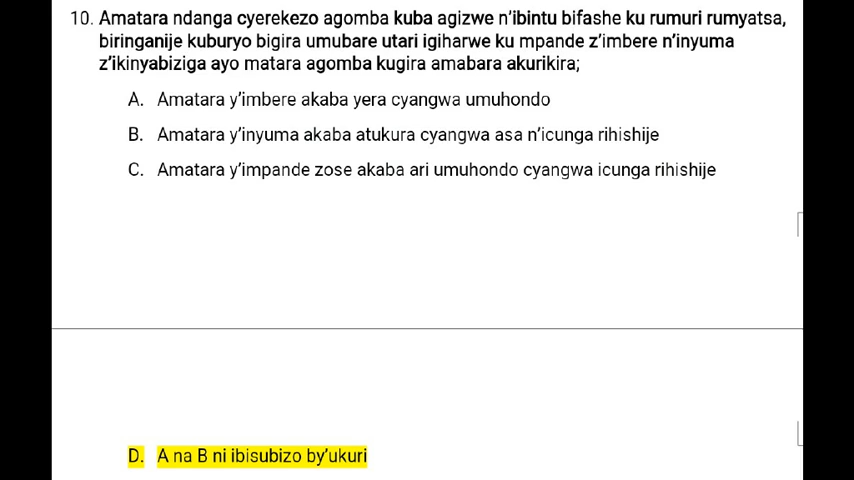 10. Amatara ndanga cyerekezo agomba kuba agizwe n'ibintu bifashe ku rumuri rumyatsa,
biringanije kuburyo bigira umubare utari igiharwe ku mpande z'imbere n'inyuma
z'ikinyabiziga ayo matara agomba kugira amabara akurikira;
A. Amatara y'imbere akaba yera cyangwa umuhondo
B. Amatara y'inyuma akaba atukura cyangwa asa n'icunga rihishije
C. Amatara y'impande zose akaba ari umuhondo cyangwa icunga rihishije
D. A na B ni ibisubizo by'ukuri